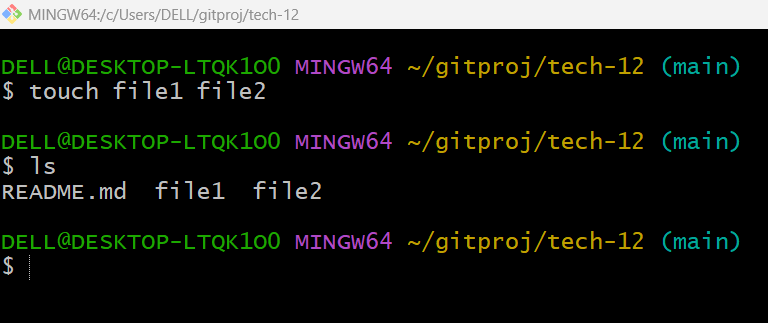 MINGW64:/c/Users/DELL/gitproj/tech-12
DELL@DESKTOP-LTQK1O0 MINGW64 ~/gitproj/tech-12 (main)
$ touch file1 file2
DELL@DESKTOP-LTQK1O0 MINGW64 ~/gitproj/tech-12 (main)
$ ls
README.md  file1  file2
DELL@DESKTOP-LTQK1O0 MINGW64 ~/gitproj/tech-12 (main)
$